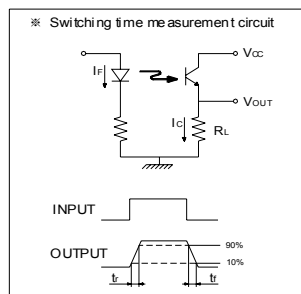 ※ Switching time measurement circuit
VCC
IF
VOUT
IC
RL
INPUT
OUTPUT
90%
10%
tr
tf